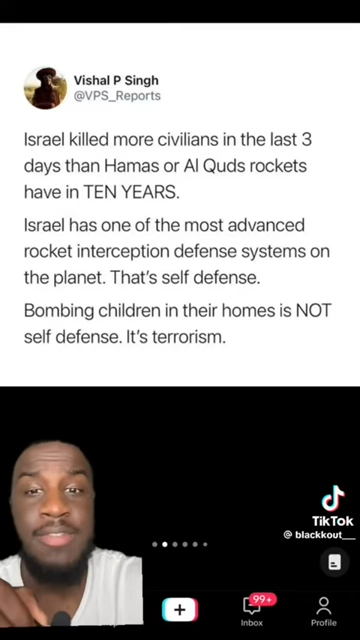 Vishal P Singh
@VPS_Reports
Israel killed more civilians in the last 3
days than Hamas or Al Quds rockets
have in TEN YEARS.
Israel has one of the most advanced
rocket interception defense systems on
the planet. That's self defense.
Bombing children in their homes is NOT
self defense. It's terrorism.
TikTok
@ blackkout___
99+
Inbox
Profile